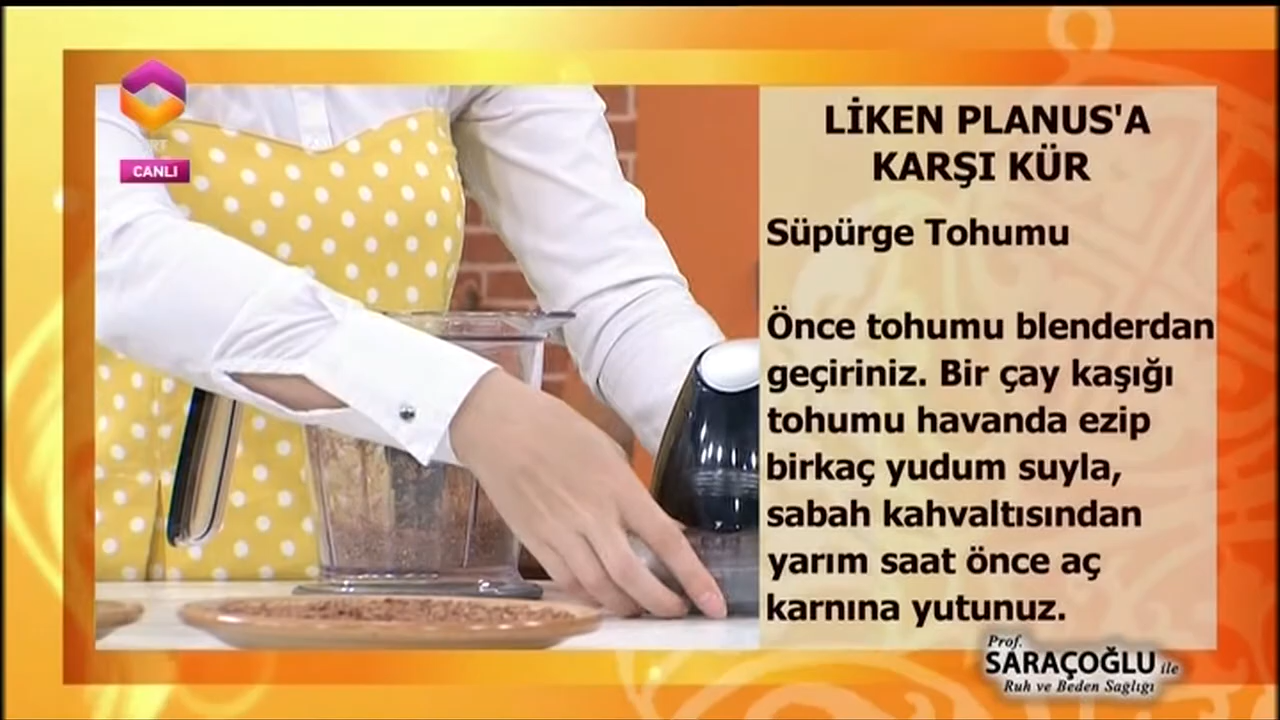 TRT
CANLI
LİKEN PLANUS'A
KARŞI KÜR
Süpürge Tohumu
Önce tohumu blenderdan
geçiriniz. Bir çay kaşığı
tohumu havanda ezip
birkaç yudum suyla,
sabah kahvaltısından
yarım saat önce aç
karnına yutunuz.
Prof.
SARAÇOĞLU ile
Ruh ve Beden Sağlığı